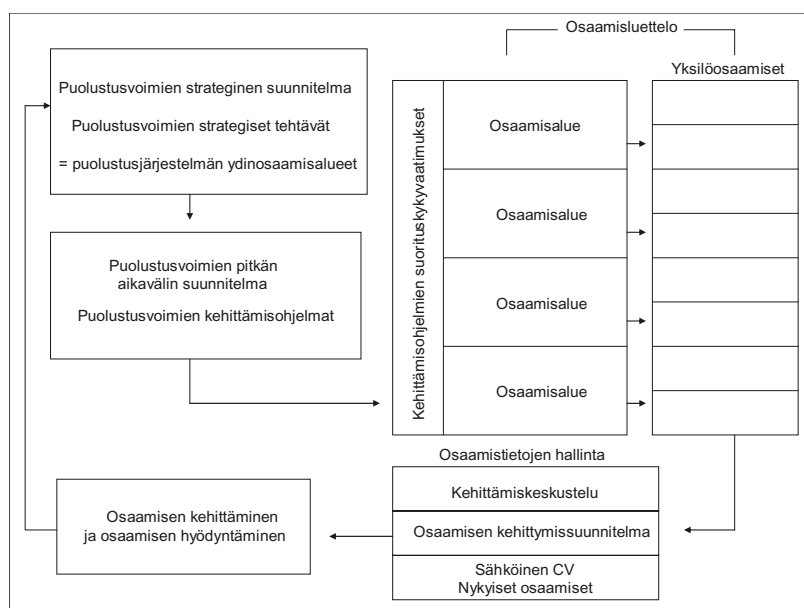 Osaamisluettelo
Puolustusvoimien strateginen suunnitelma
Puolustusvoimien strategiset tehtävät
= puolustusjärjestelmän ydinosaamisalueet
Puolustusvoimien pitkän
aikavälin suunnitelma
Puolustusvoimien kehittämisohjelmat
Kehittämisohjelmien suorituskykyvaatimukset
Osaamisalue
Osaamisalue
Osaamisalue
Osaamisalue
Yksilöosaamiset
Osaamistietojen hallinta
Kehittämiskeskustelu
Osaamisen kehittymissuunnitelma
Sähköinen CV
Nykyiset osaamiset
Osaamisen kehittäminen
ja osaamisen hyödyntäminen